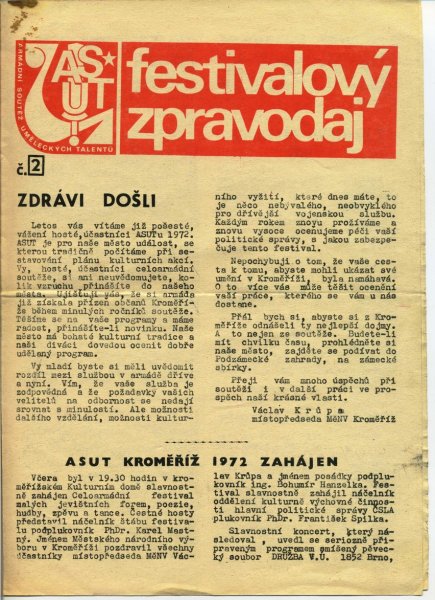 ARMÁDNÍ SOUTĚŽ UMĚLECKÝCH TALENTŮ
ASUT
festivalový
zpravodaj
č.2
ZDRÁVI DOŠLI
Letos vás vítáme již pošesté,
vážení hosté,účastníci ASUTu 1972.
ASUT je pro naše město událost, se
kterou tradičně počítáme při se-
stavování plánu kulturních akcí.
Vy, hosté, účastníci celoarmádní
soutěže, si ani neuvědomujete, ko-
lik vzruchu přinášíte do našeho
města. Ujistuji vás, že si armáda
již získala přízen občanů Kroměříž
že během minulých ročníků soutěže.
Těšíme se na vaše programy a máme
radost, přinášíte-li novinku. Naše
město má bohaté kulturní tradice a
naši diváci dovedou ocenit dobře
udělaný program.
Vy mladí byste si měli uvědomit
rozdíl mezi službou v armádě dříve
a nyní. Vím, že vaše služba je
zodpovědná a že požadavky vašich
velitelů na odbornost se nedají
srovnat s minulostí. Ale možnosti
dalšího vzdělání, možnosti kultur-
ního vyžití, které dnes máte, to
je něco nebývalého, neobvyklého
pro dřívější vojenskou službu.
Každým rokem znovu prožíváme a
znovu vysoce oceňujeme péči vaší
politické správy, s jakou zabezpe-
čuje tento festival.
Nepochybuji o tom, že vaše ces-
ta k tomu, abyste mohli ukázat své
umění v Kroměříži, byla namáhavá.
O to více vás může těšit ocenění
vaší práce, kterého se vám u nás
dostane.
Přál bych si, abyste si z Kro-
měříže odnášeli ty nejlepší dojmy.
A to nejen ze soutěže. Budete-li
mít chvilku času, prohlédněte si
naše město, zajděte se podívat do
Podzámecké zahrady, na zámecké
sbírky.
Přeji vám mnoho úspěchů při
soutěži i v další práci ve pros-
pěch naší krásné vlasti.
Václav Krůpa
místopředseda MěNV Kroměříž
ASUT KROMĚŘÍŽ 1972 ZAHÁJEN
Včera byl v 19.30 hodin v kro-
měřížském Kulturním domě slavnost-
ně zahájen Celoarmádní festival
malých jevištních forem, poezie,
hudby, zpěvu a tance. Čestné hosty
představil náčelník štábu festiva-
lu podplukovník PhDr. Karel Mast-
ný. Jménem Městského národního vý-
boru v Kroměříži pozdravil všechny
účastníky místopředseda MěNV Vác-
lav Krůpa a jménem posádky podplu-
kovník ing. Bohumír Hanzelka. Fes-
tival slavnostně zahájil náčelník
oddělení kulturně výchovné činnos-
ti hlavní politické správy ČSLA
plukovník PhDr. František Spilka.
Slavnostní koncert, který ná-
sledoval , uvedl se seriozně při-
praveným programem smíšený pěvec-
ký soubor DRUŽBA V.U. 1852 Brno,